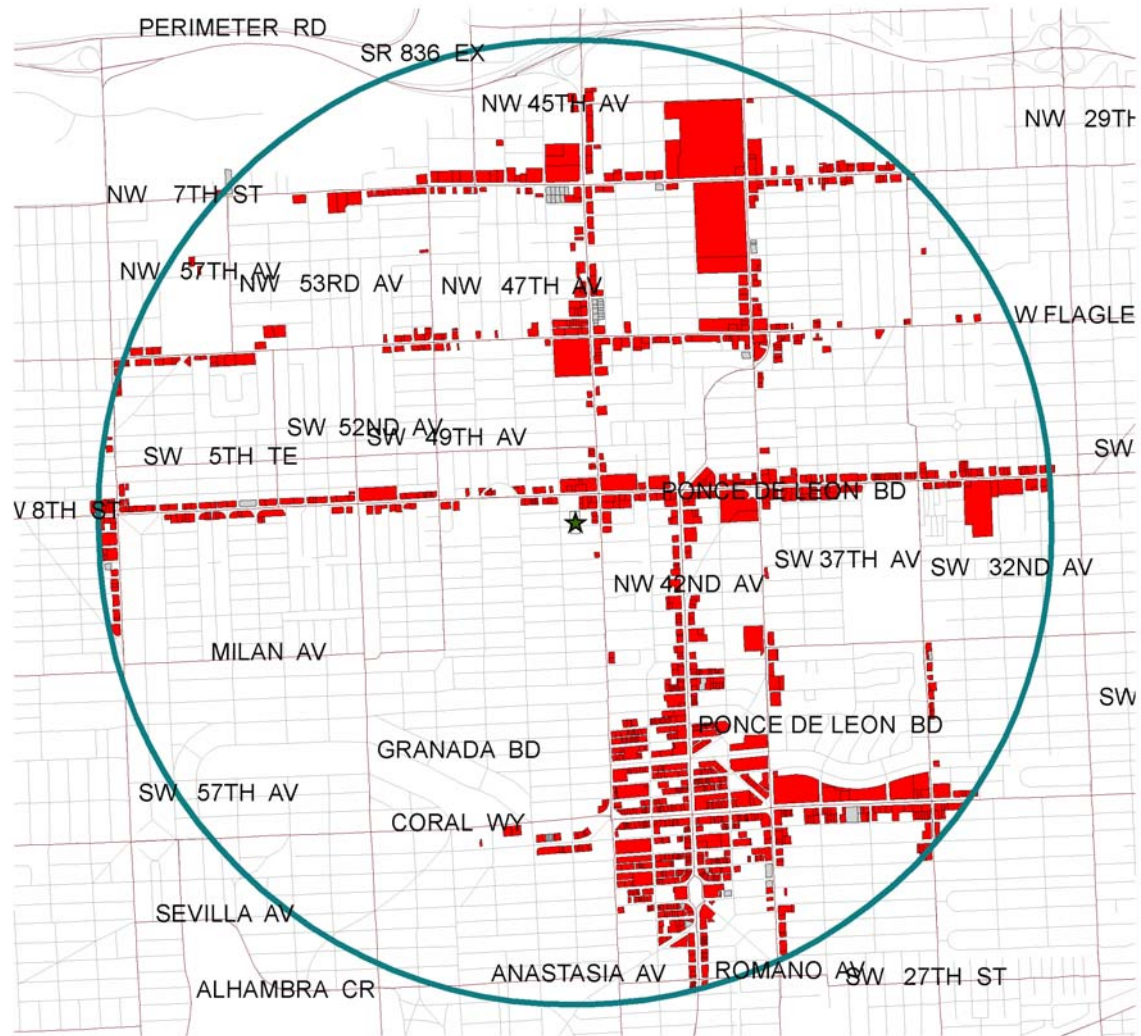 PERIMETER RD
SR 836 EX
NW 45TH AV
NW 29TH
NW 7TH ST
NW 57TH AV
NW 53RD AV
NW 47TH AV
W FLAGLE
SW 52ND AV
SW 49TH AV
SW
SW 5TH TE
PONCE DE LEON BD
W 8TH ST
SW 37TH AV
SW 32ND AV
NW 42ND AV
MILAN AV
SW
PONCE DE LEON BD
GRANADA BD
SW 57TH AV
CORAL WY
SEVILLA AV
ANASTASIA AV
ROMANO AV
SW 27TH ST
ALHAMBRA CR